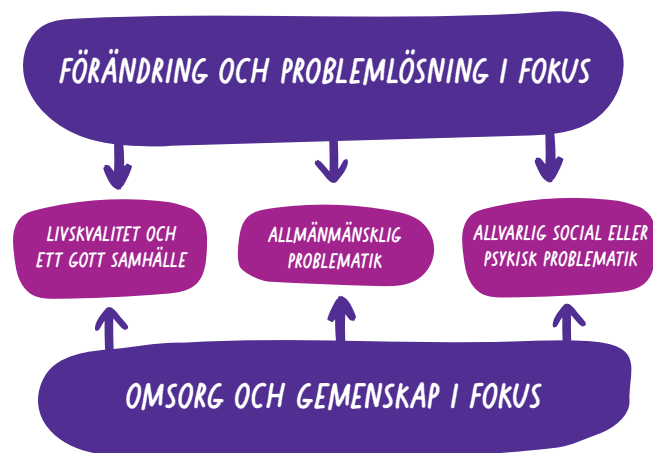 FÖRÄNDRING OCH PROBLEMLÖSNING I FOKUS
LIVSKVALITET OCH
ETT GOTT SAMHÄLLE
ALLMÄNMÄNSKLIG
PROBLEMATIK
ALLVARLIG SOCIAL ELLER
PSYKISK PROBLEMATIK
OMSORG OCH GEMENSKAP I FOKUS